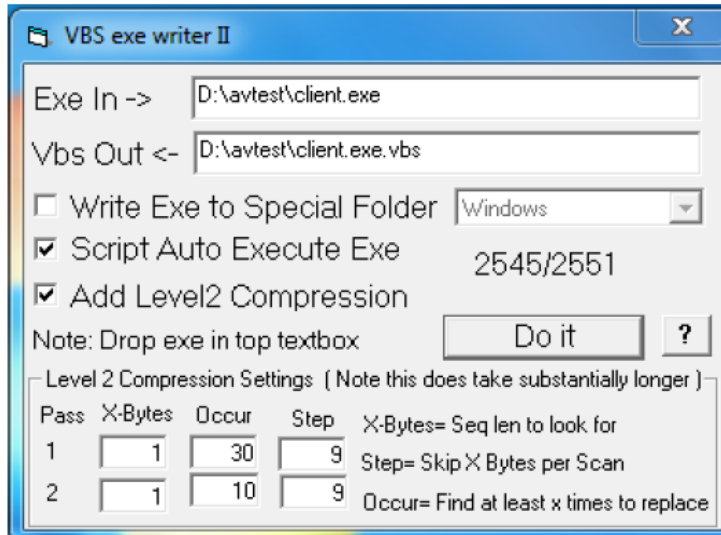 VBS exe writer II
X
Exe In -> D:\avtest\client.exe
Vbs Out <- D:\avtest\client.exe.vbs
Write Exe to Special Folder Windows
Script Auto Execute Exe
2545/2551
Add Level2 Compression
Note: Drop exe in top textbox Do it ?
Level 2 Compression Settings ( Note this does take substantially longer )
Pass X-Bytes Occur Step X-Bytes= Seq len to look for
1 1 30 9 Step= Skip X Bytes per Scan
2 1 10 9 Occur= Find at least x times to replace